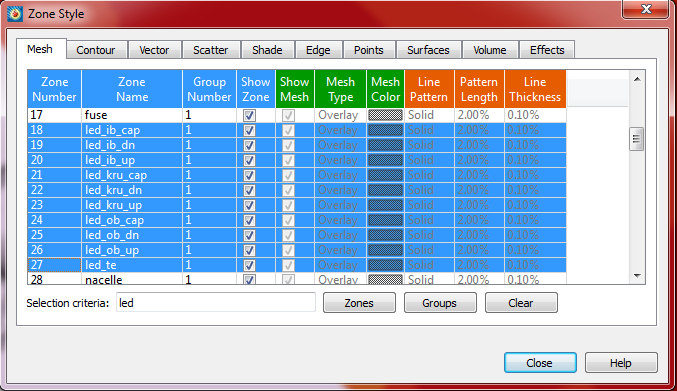 Zone Style
Mesh Contour Vector Scatter Shade Edge Points Surfaces Volume Effects
Zone Number Zone Name Group Number Show Zone Show Mesh Mesh Type Mesh Color Line Pattern Pattern Length Line Thickness
17 fuse 1 Overlay Solid 2.00% 0.10%
18 led_ib_cap 1 Overlay Solid 2.00% 0.10%
19 led_ib_dn 1 Overlay Solid 2.00% 0.10%
20 led_ib_up 1 Overlay Solid 2.00% 0.10%
21 led_kru_cap 1 Overlay Solid 2.00% 0.10%
22 led_kru_dn 1 Overlay Solid 2.00% 0.10%
23 led_kru_up 1 Overlay Solid 2.00% 0.10%
24 led_ob_cap 1 Overlay Solid 2.00% 0.10%
25 led_ob_dn 1 Overlay Solid 2.00% 0.10%
26 led_ob_up 1 Overlay Solid 2.00% 0.10%
27 led_te 1 Overlay Solid 2.00% 0.10%
28 nacelle 1 Overlay Solid 2.00% 0.10%
Selection criteria: led Zones Groups Clear
Close Help